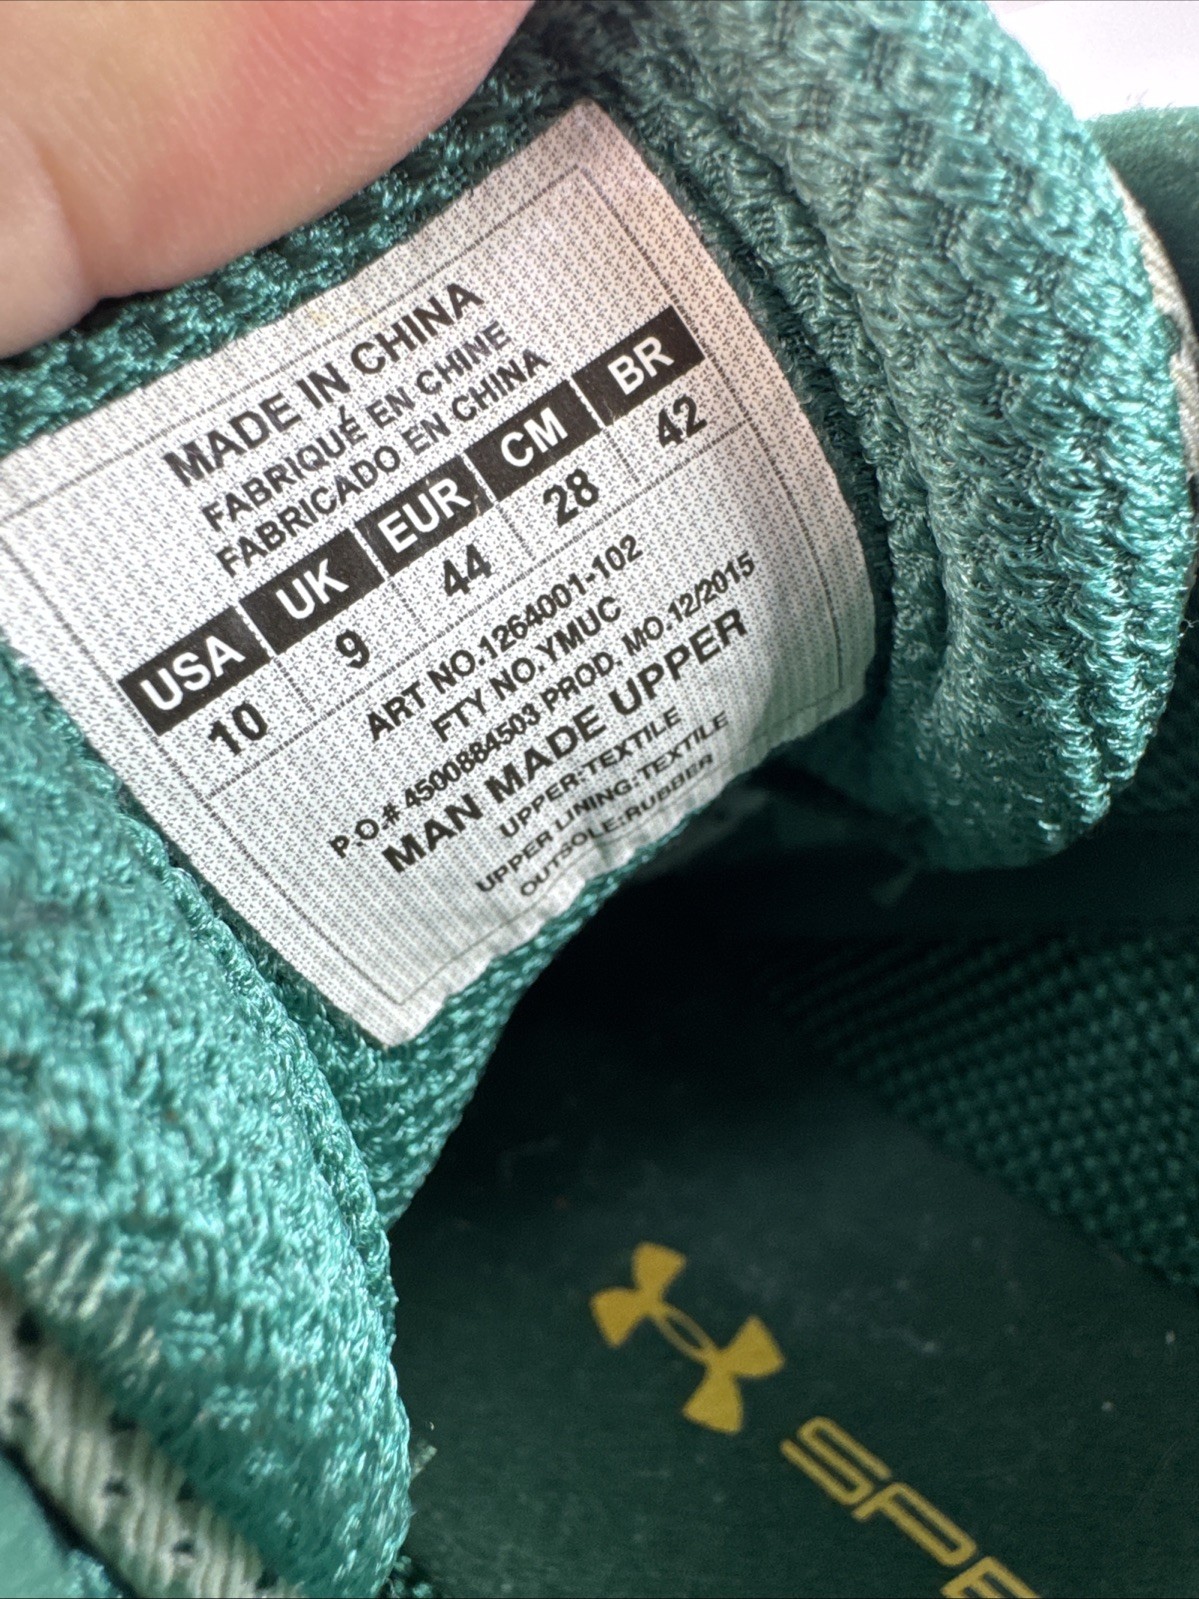 MADE IN CHINA
FABRIQUÉ EN CHINE
FABRICADO EN CHINA
USA UK EUR CM BR
10 9 44 28 42
ART NO.1264001-102
FTY NO.YMUC
P.O.# 4500884503 PROD. MO.12/2015
MAN MADE UPPER
UPPER:TEXTILE
UPPER LINING:TEXTILE
OUTSOLE:RUBBER
SPE